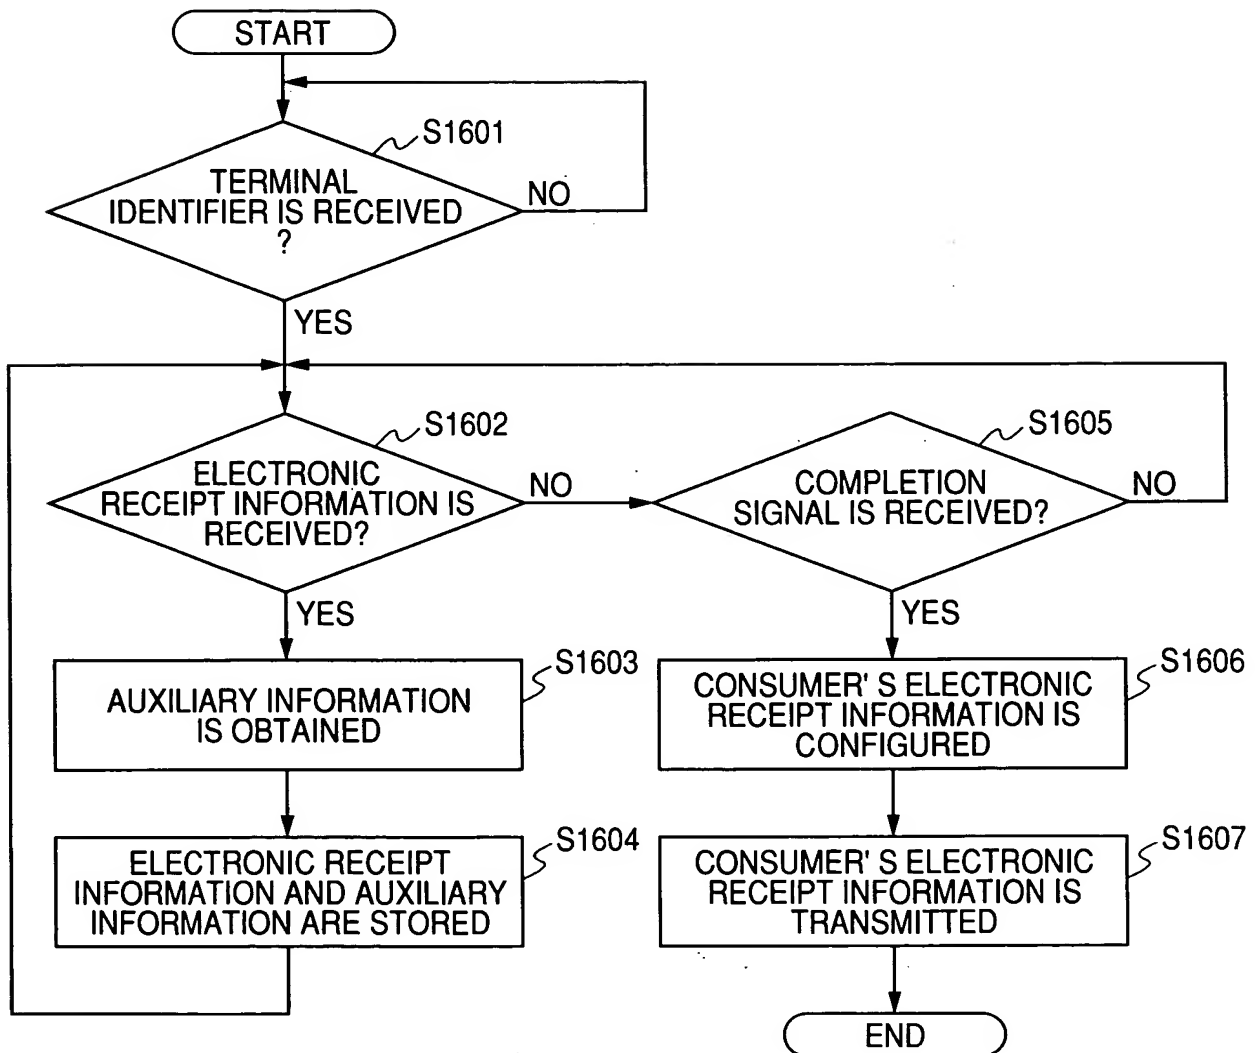 START
S1601
TERMINAL
IDENTIFIER IS RECEIVED
?
NO
YES
S1602
ELECTRONIC
RECEIPT INFORMATION IS
RECEIVED?
NO
S1605
COMPLETION
SIGNAL IS RECEIVED?
NO
YES
YES
S1603
AUXILIARY INFORMATION
IS OBTAINED
S1606
CONSUMER' S ELECTRONIC
RECEIPT INFORMATION IS
CONFIGURED
S1604
ELECTRONIC RECEIPT
INFORMATION AND AUXILIARY
INFORMATION ARE STORED
S1607
CONSUMER' S ELECTRONIC
RECEIPT INFORMATION IS
TRANSMITTED
END